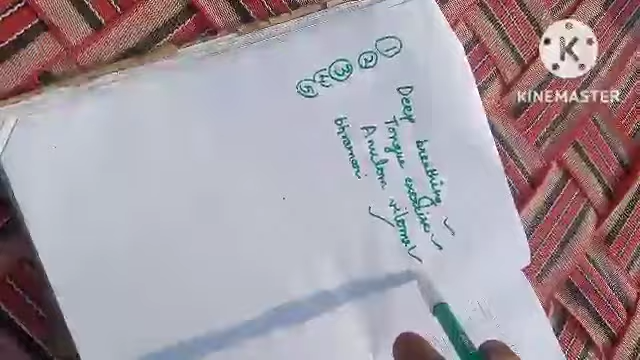 ① Deep breathing ✓
② Tongue exercise ✓
③ Anulom vilom ✓
④ bhramari ✓
⑤
KINEMASTER